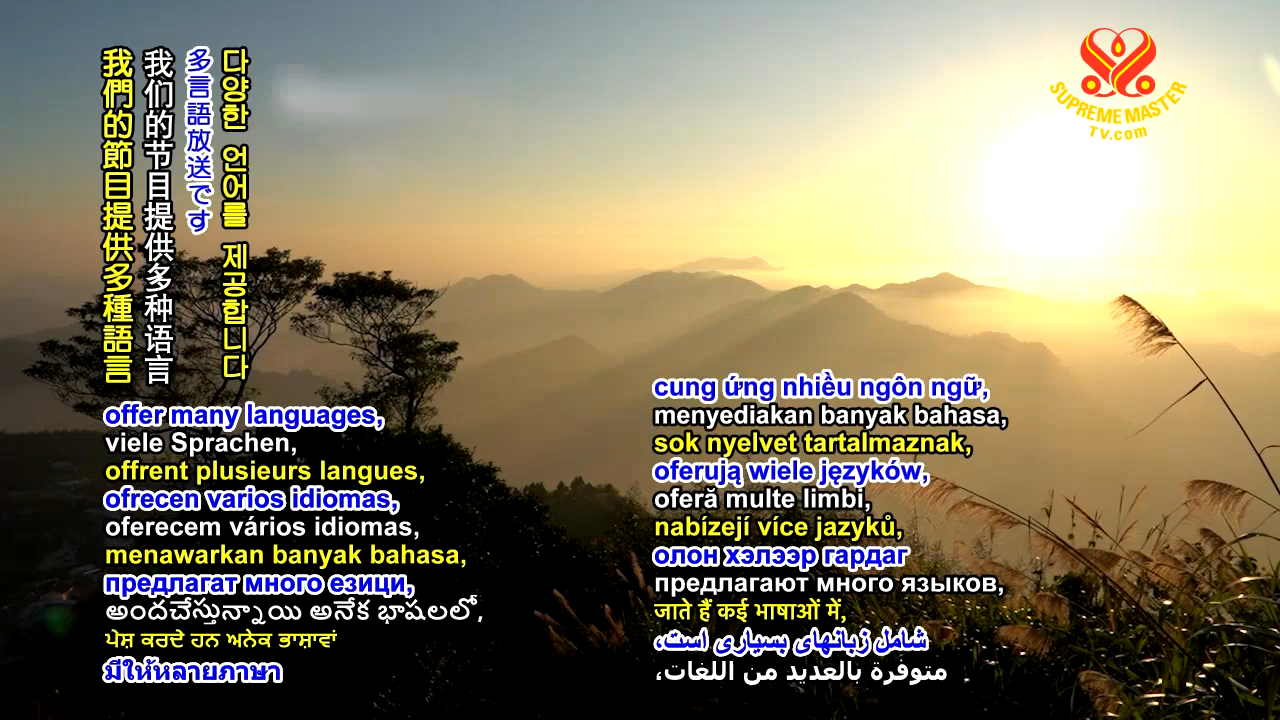 我們的節目提供多種語言
我们的节目提供多种语言
多言語放送です
다양한 언어를 제공합니다
SUPREME MASTER
TV.com
offer many languages,
viele Sprachen,
offrent plusieurs langues,
ofrecen varios idiomas,
oferecem vários idiomas,
menawarkan banyak bahasa,
предлагат много езици,
అందచేస్తున్నాయి అనేక భాషలలో,
ਪੇਸ਼ ਕਰਦੇ ਹਨ ਅਨੇਕ ਭਾਸ਼ਾਵਾਂ
มีให้หลายภาษา
cung ứng nhiều ngôn ngữ,
menyediakan banyak bahasa,
sok nyelvet tartalmaznak,
oferują wiele języków,
oferă multe limbi,
nabízejí více jazyků,
олон хэлээр гардаг
предлагают много языков,
जाते हैं कई भाषाओं में,
شامل زبانهای بسیاری است،
متوفرة بالعديد من اللغات،